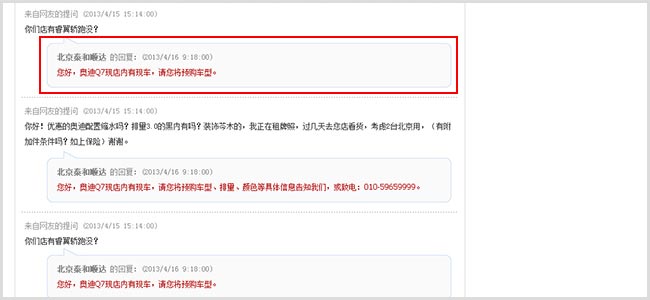 来自网友的提问 (2013/4/15 15:14:00)
你们店有睿翼轿跑没?
北京泰和顺达 的回复: (2013/4/16 9:18:00)
您好，奥迪Q7现店内有现车，请您将预购车型。
来自网友的提问 (2013/4/15 15:14:00)
你好! 优惠的奥迪配置缩水吗? 排量3.0的黑内有吗? 装饰等木的，我正在租牌照，过几天去您店看货，考虑2台北京用，（有附
加件条件吗? 如上保险）谢谢。
北京泰和顺达 的回复: (2013/4/16 9:18:00)
您好，奥迪Q7现店内有现车，请您将预购车型、排量、颜色等具体信息告知我们，或致电: 010-59659999。
来自网友的提问 (2013/4/15 15:14:00)
你们店有睿翼轿跑没?
北京泰和顺达 的回复: (2013/4/16 9:18:00)
您好，奥迪Q7现店内有现车，请您将预购车型。